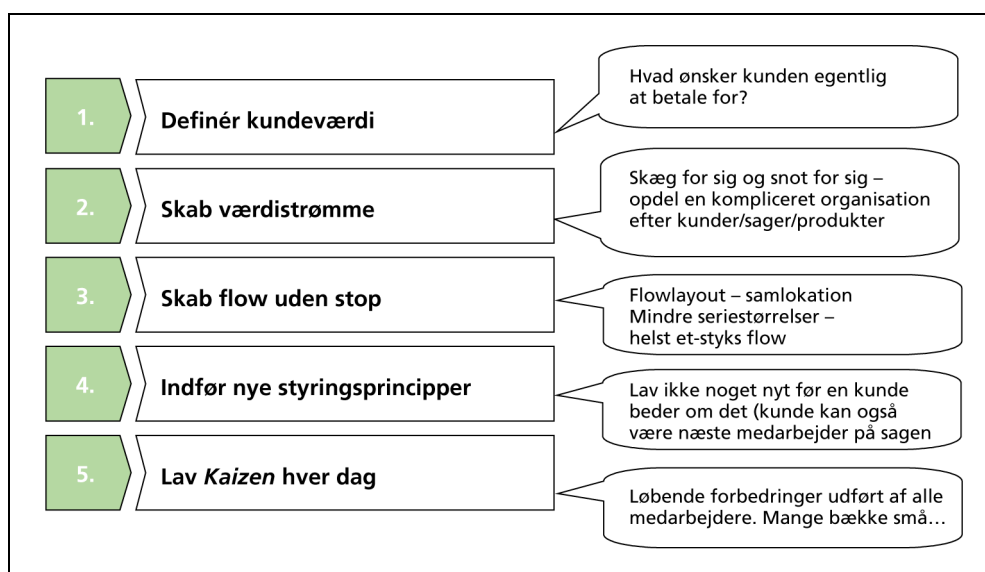 1.
Definér kundeværdi
Hvad ønsker kunden egentlig
at betale for?
2.
Skab værdistrømme
Skæg for sig og snot for sig –
opdel en kompliceret organisation
efter kunder/sager/produkter
3.
Skab flow uden stop
Flowlayout – samlokation
Mindre seriestørrelser –
helst et-styks flow
4.
Indfør nye styringsprincipper
Lav ikke noget nyt før en kunde
beder om det (kunde kan også
være næste medarbejder på sagen
5.
Lav Kaizen hver dag
Løbende forbedringer udført af alle
medarbejdere. Mange bække små…